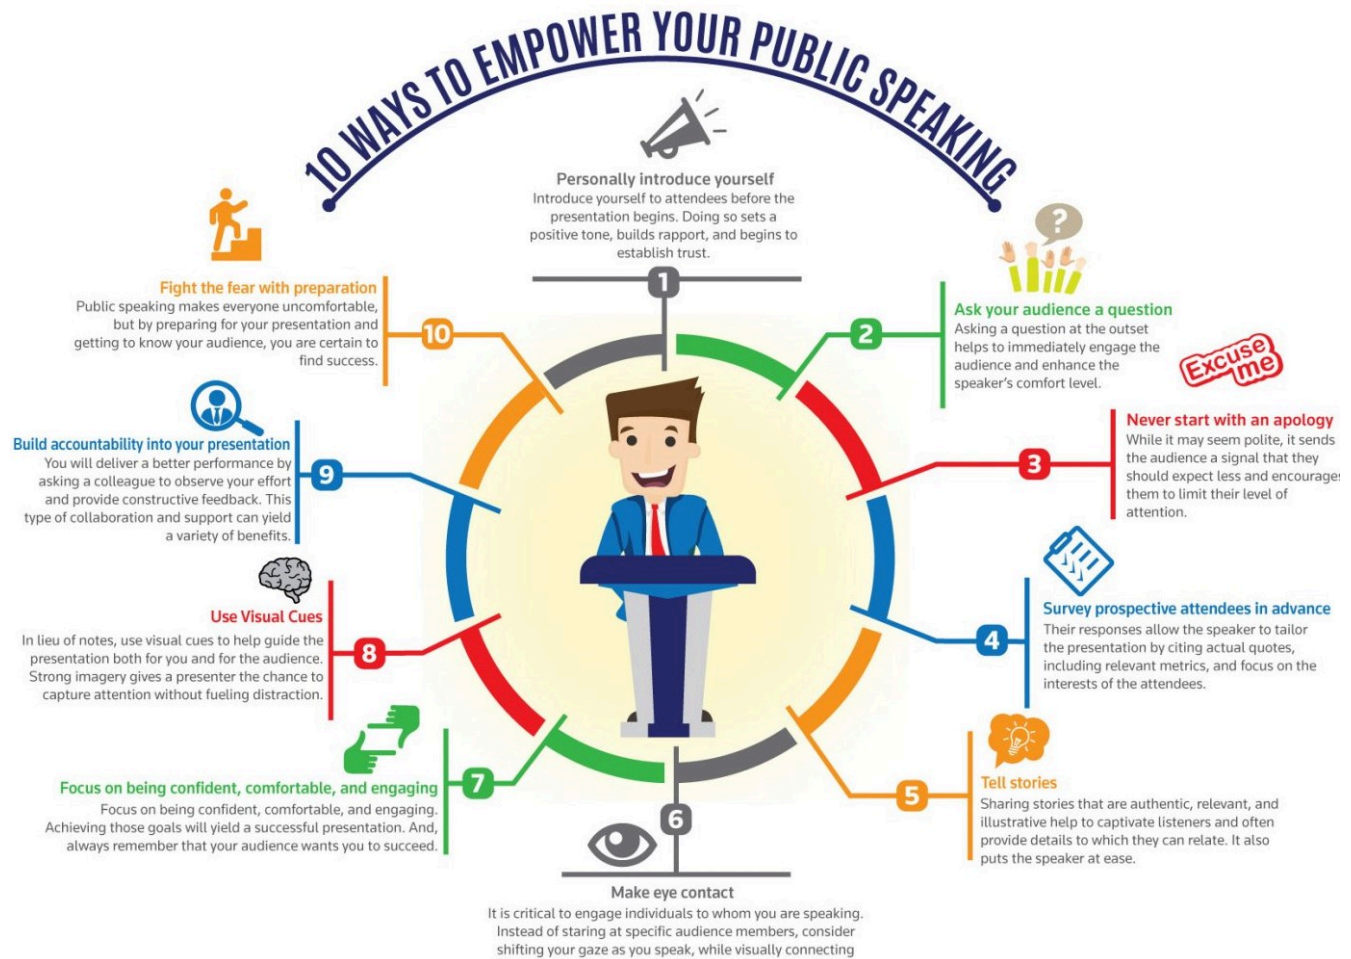 10 WAYS TO EMPOWER YOUR PUBLIC SPEAKING
1
Personally introduce yourself
Introduce yourself to attendees before the
presentation begins. Doing so sets a
positive tone, builds rapport, and begins to
establish trust.
2
?
Ask your audience a question
Asking a question at the outset
helps to immediately engage the
audience and enhance the
speaker's comfort level.
3
Excuse
me
Never start with an apology
While it may seem polite, it sends
the audience a signal that they
should expect less and encourages
them to limit their level of
attention.
4
Survey prospective attendees in advance
Their responses allow the speaker to tailor
the presentation by citing actual quotes,
including relevant metrics, and focus on the
interests of the attendees.
5
Tell stories
Sharing stories that are authentic, relevant, and
illustrative help to captivate listeners and often
provide details to which they can relate. It also
puts the speaker at ease.
6
Make eye contact
It is critical to engage individuals to whom you are speaking.
Instead of staring at specific audience members, consider
shifting your gaze as you speak, while visually connecting
7
Focus on being confident, comfortable, and engaging
Focus on being confident, comfortable, and engaging.
Achieving those goals will yield a successful presentation. And,
always remember that your audience wants you to succeed.
8
Use Visual Cues
In lieu of notes, use visual cues to help guide the
presentation both for you and for the audience.
Strong imagery gives a presenter the chance to
capture attention without fueling distraction.
9
Build accountability into your presentation
You will deliver a better performance by
asking a colleague to observe your effort
and provide constructive feedback. This
type of collaboration and support can yield
a variety of benefits.
10
Fight the fear with preparation
Public speaking makes everyone uncomfortable,
but by preparing for your presentation and
getting to know your audience, you are certain to
find success.